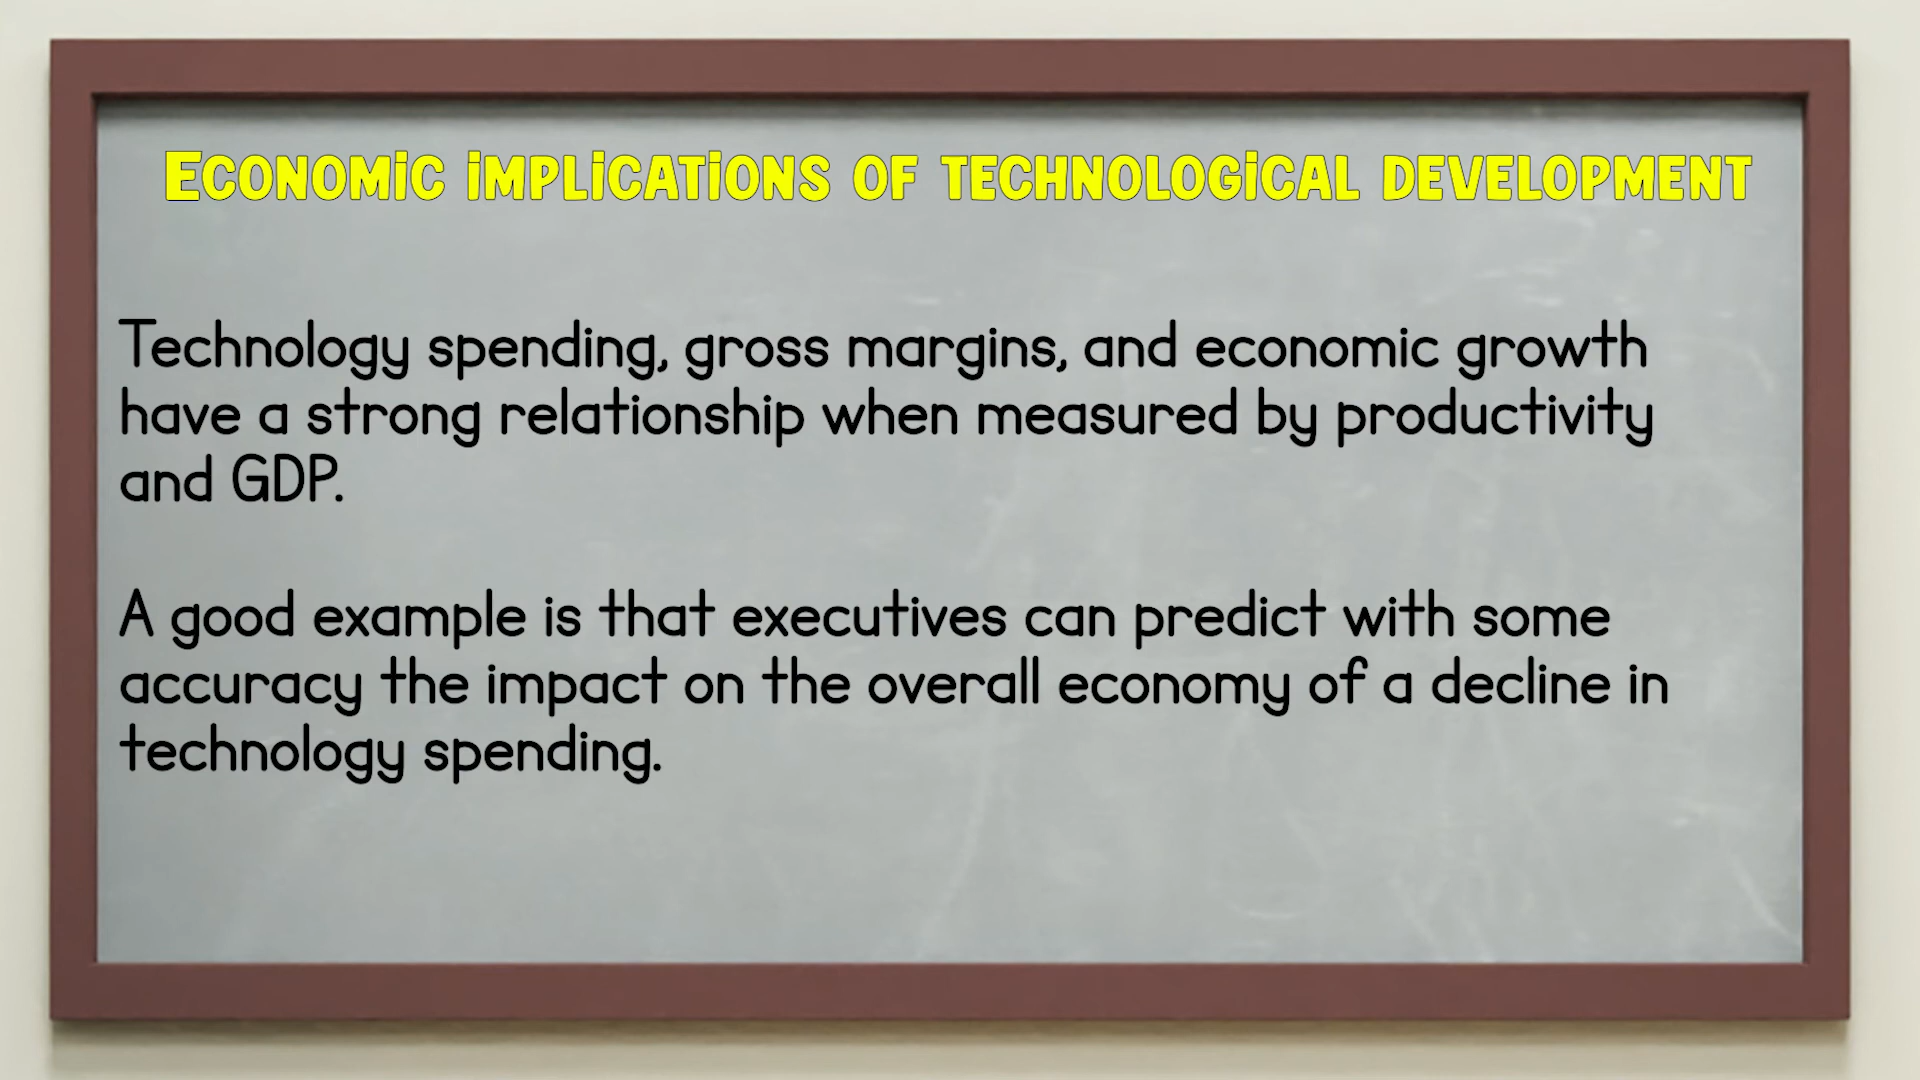 Economic implications of technological development
Technology spending, gross margins, and economic growth
have a strong relationship when measured by productivity
and GDP.
A good example is that executives can predict with some
accuracy the impact on the overall economy of a decline in
technology spending.